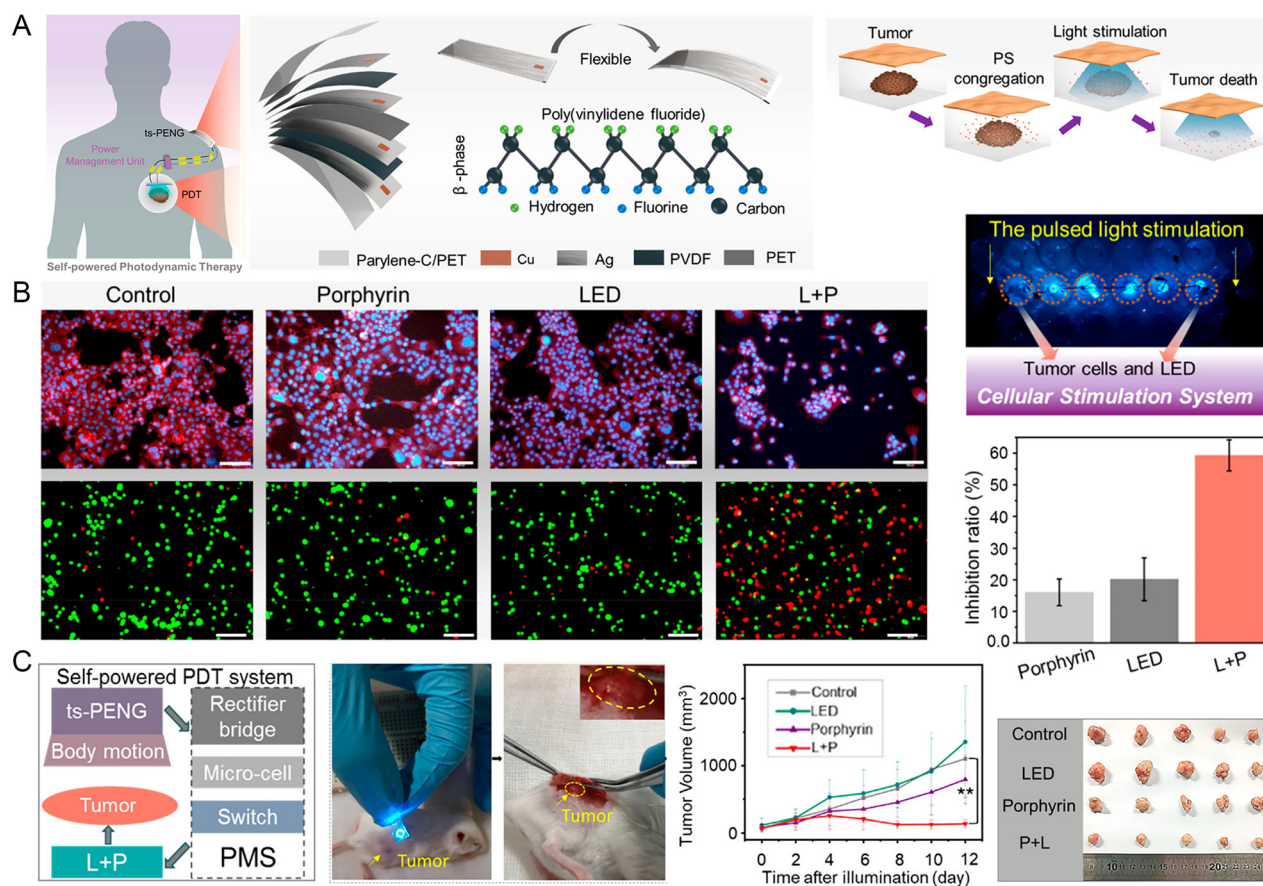 A
ts-PENG
Power
Management Unit
PDT
Self-powered Photodynamic Therapy
Flexible
Poly(vinylidene fluoride)
β-phase
Hydrogen
Fluorine
Carbon
Parylene-C/PET
Cu
Ag
PVDF
PET
Tumor
PS
congregation
Light stimulation
Tumor death
The pulsed light stimulation
Tumor cells and LED
Cellular Stimulation System
B
Control
Porphyrin
LED
L+P
Inhibition ratio (%)
60
50
40
30
20
10
0.0
Porphyrin
LED
L+P
C
Self-powered PDT system
ts-PENG
Body motion
Tumor
L+P
Rectifier
bridge
Micro-cell
Switch
PMS
Tumor
Tumor
Tumor Volume (mm³)
2000
1000
0
Control
LED
Porphyrin
L+P
**
0 2 4 6 8 10 12
Time after illumination (day)
Control
LED
Porphyrin
P+L